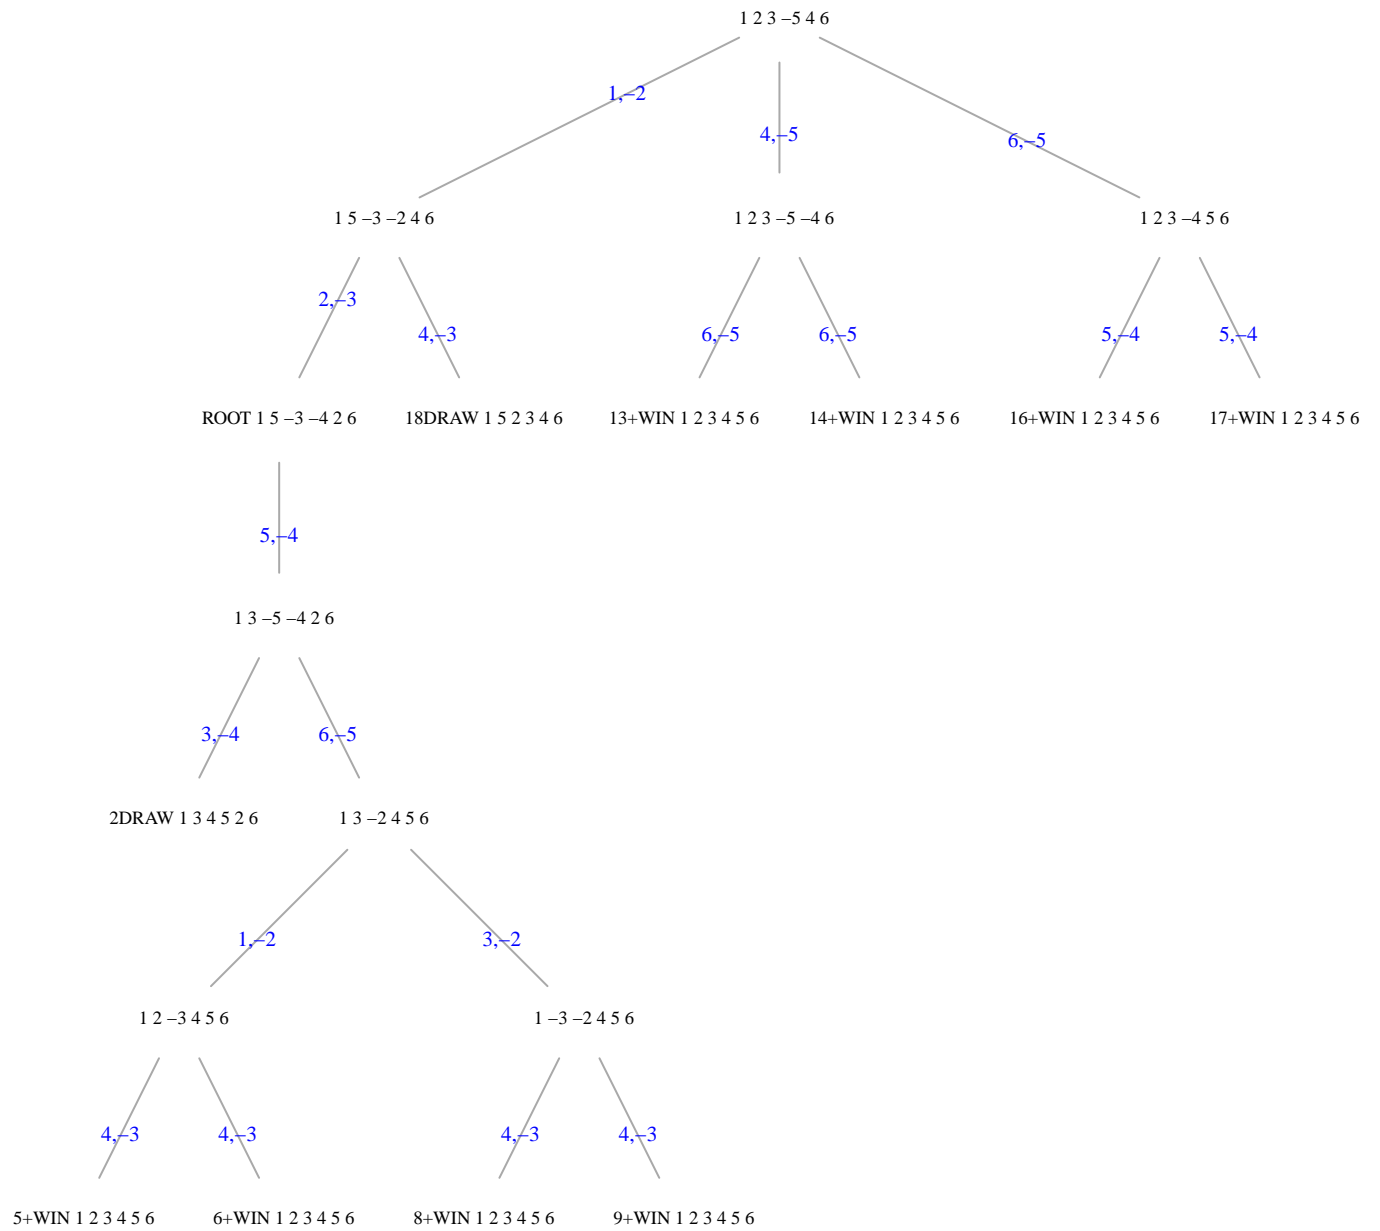 1 2 3 –5 4 6
1,–2
4,–5
6,–5
1 5 –3 –2 4 6
1 2 3 –5 –4 6
1 2 3 –4 5 6
2,–3
4,–3
6,–5
6,–5
5,–4
5,–4
ROOT 1 5 –3 –4 2 6
18DRAW 1 5 2 3 4 6
13+WIN 1 2 3 4 5 6
14+WIN 1 2 3 4 5 6
16+WIN 1 2 3 4 5 6
17+WIN 1 2 3 4 5 6
5,–4
1 3 –5 –4 2 6
3,–4
6,–5
2DRAW 1 3 4 5 2 6
1 3 –2 4 5 6
1,–2
3,–2
1 2 –3 4 5 6
1 –3 –2 4 5 6
4,–3
4,–3
4,–3
4,–3
5+WIN 1 2 3 4 5 6
6+WIN 1 2 3 4 5 6
8+WIN 1 2 3 4 5 6
9+WIN 1 2 3 4 5 6